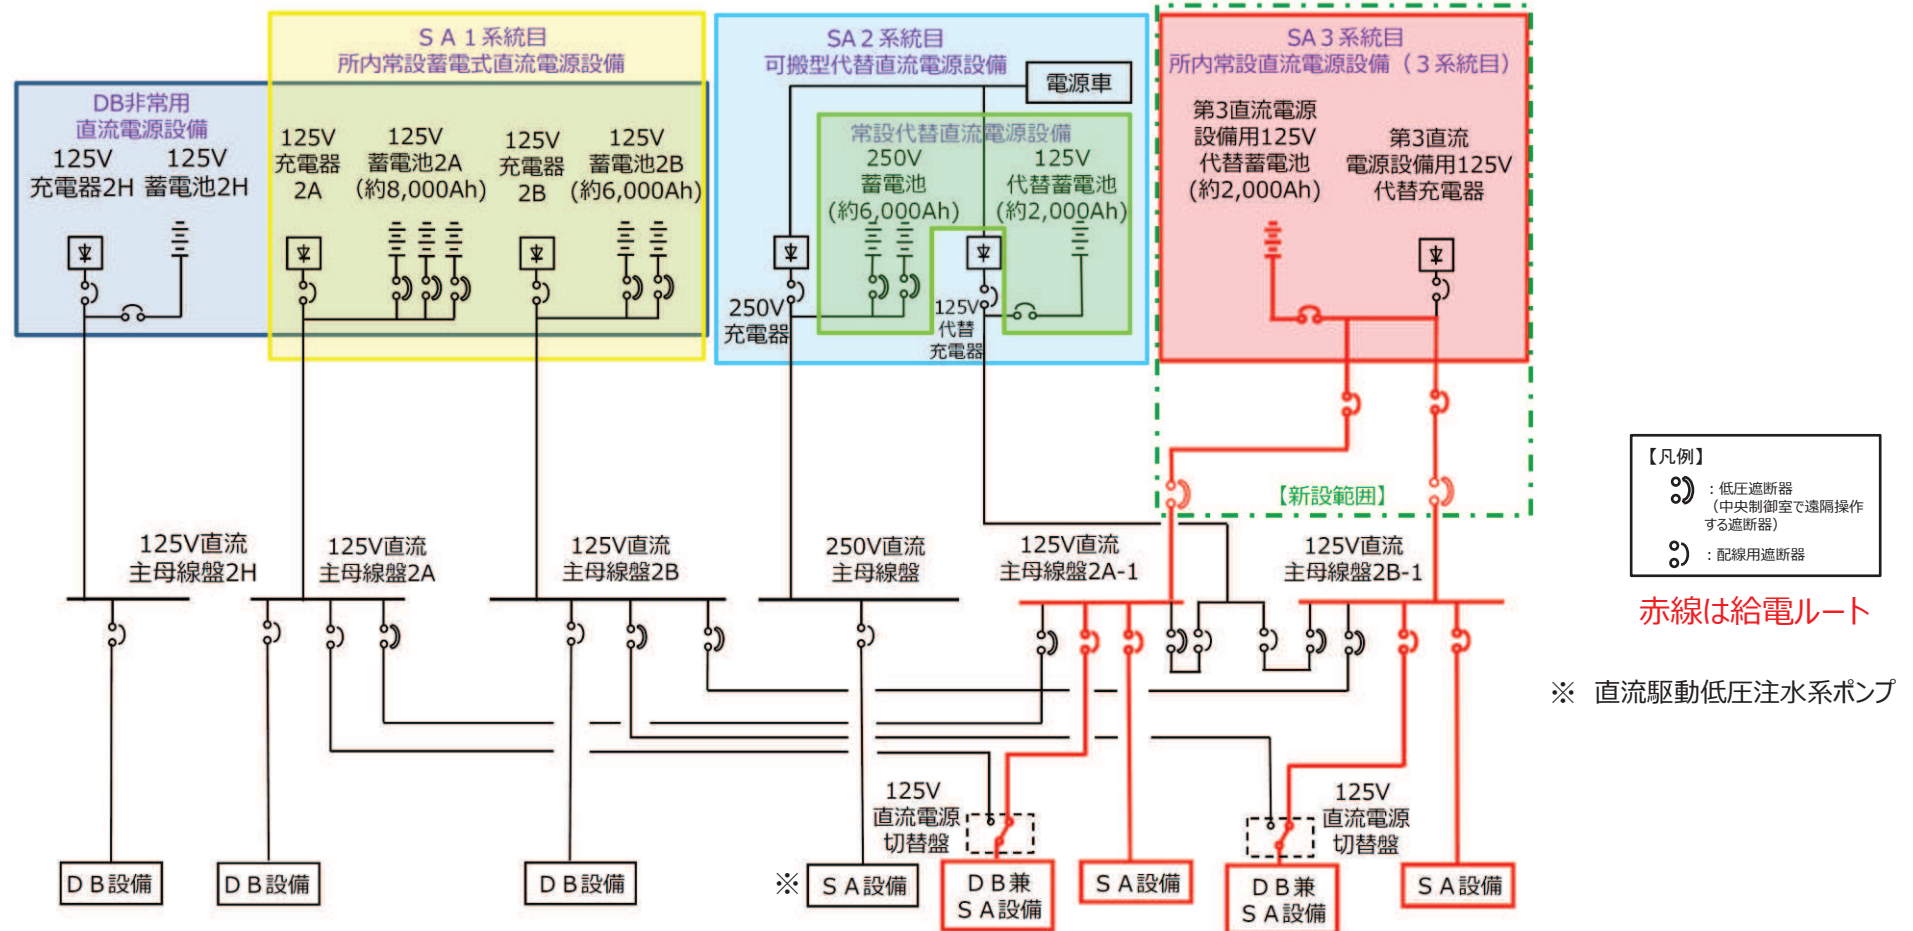 ＳＡ１系統目
所内常設蓄電式直流電源設備
DB非常用
直流電源設備
125V
充電器2H
125V
蓄電池2H
125V
充電器
2A
125V
蓄電池2A
(約8,000Ah)
125V
充電器
2B
125V
蓄電池2B
(約6,000Ah)
SA２系統目
可搬型代替直流電源設備
電源車
常設代替直流電源設備
250V
蓄電池
(約6,000Ah)
125V
代替蓄電池
(約2,000Ah)
250V
充電器
125V
代替
充電器
SA３系統目
所内常設直流電源設備（３系統目）
第3直流電源
設備用125V
代替蓄電池
(約2,000Ah)
第3直流
電源設備用125V
代替充電器
【新設範囲】
【凡例】
：低圧遮断器
（中央制御室で遠隔操作
する遮断器）
：配線用遮断器
赤線は給電ルート
※　直流駆動低圧注水系ポンプ
125V直流
主母線盤2H
125V直流
主母線盤2A
125V直流
主母線盤2B
250V直流
主母線盤
125V直流
主母線盤2A-1
125V直流
主母線盤2B-1
125V
直流電源
切替盤
125V
直流電源
切替盤
ＤＢ設備
ＤＢ設備
ＤＢ設備
※
ＳＡ設備
ＤＢ兼
ＳＡ設備
ＳＡ設備
ＤＢ兼
ＳＡ設備
ＳＡ設備